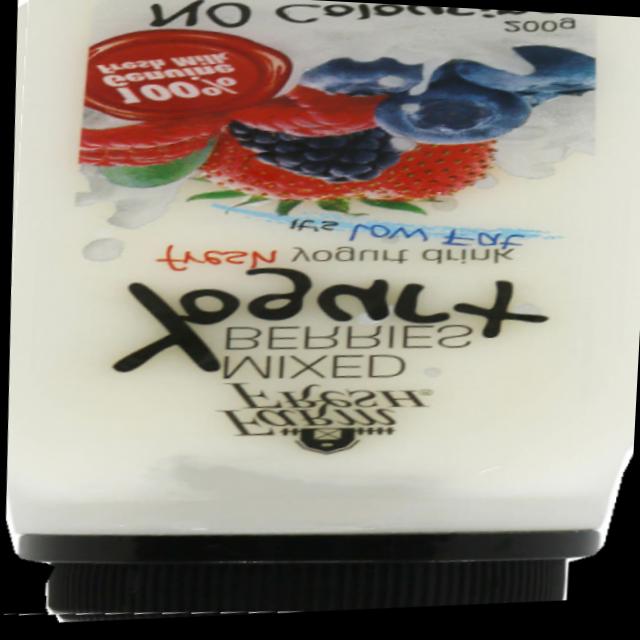 Farm
Fresh®
MIXED
BERRIES
Yogurt
fresh yogurt drink
it's Low Fat
100%
Genuine
Fresh Milk
200g
NO